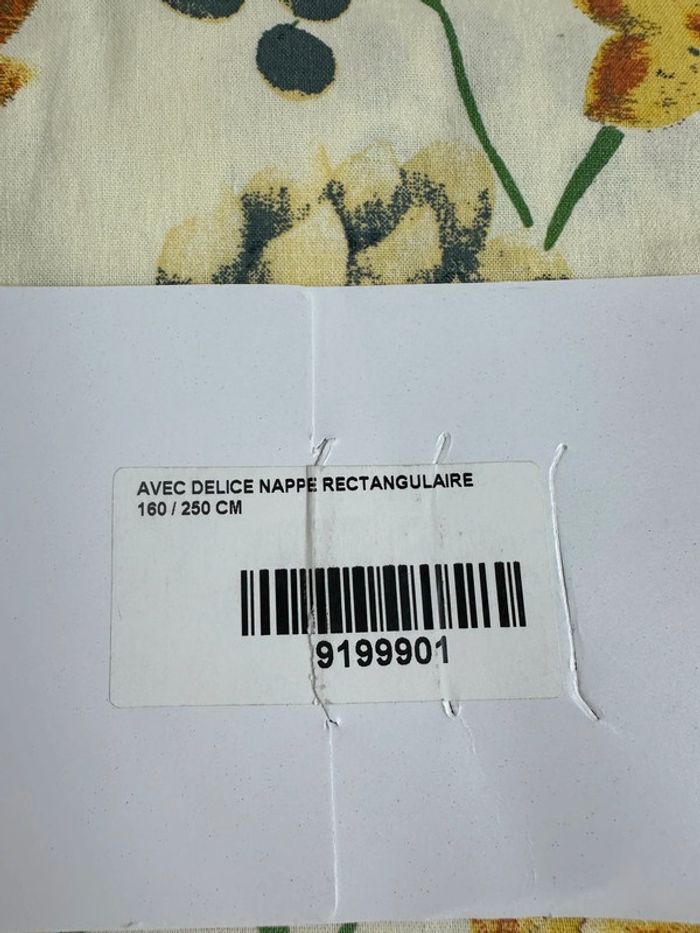 AVEC DELICE NAPPE RECTANGULAIRE
160 / 250 CM
9199901